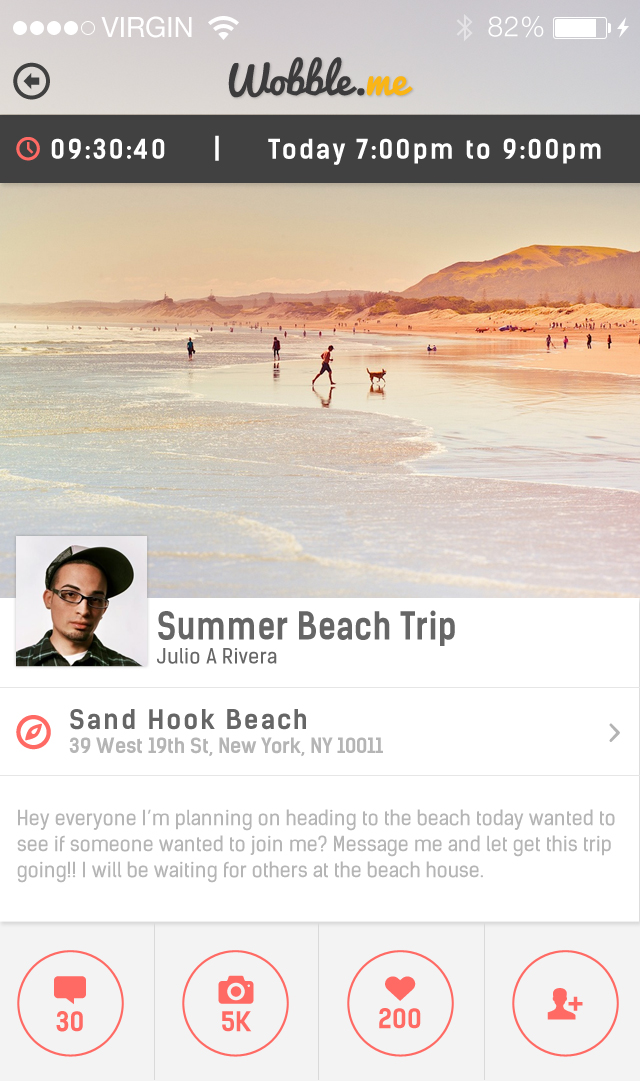 VIRGIN 82%
Wobble.me
09:30:40 | Today 7:00pm to 9:00pm
Summer Beach Trip
Julio A Rivera
Sand Hook Beach
39 West 19th St, New York, NY 10011
Hey everyone I'm planning on heading to the beach today wanted to
see if someone wanted to join me? Message me and let get this trip
going!! I will be waiting for others at the beach house.
30 5K 200